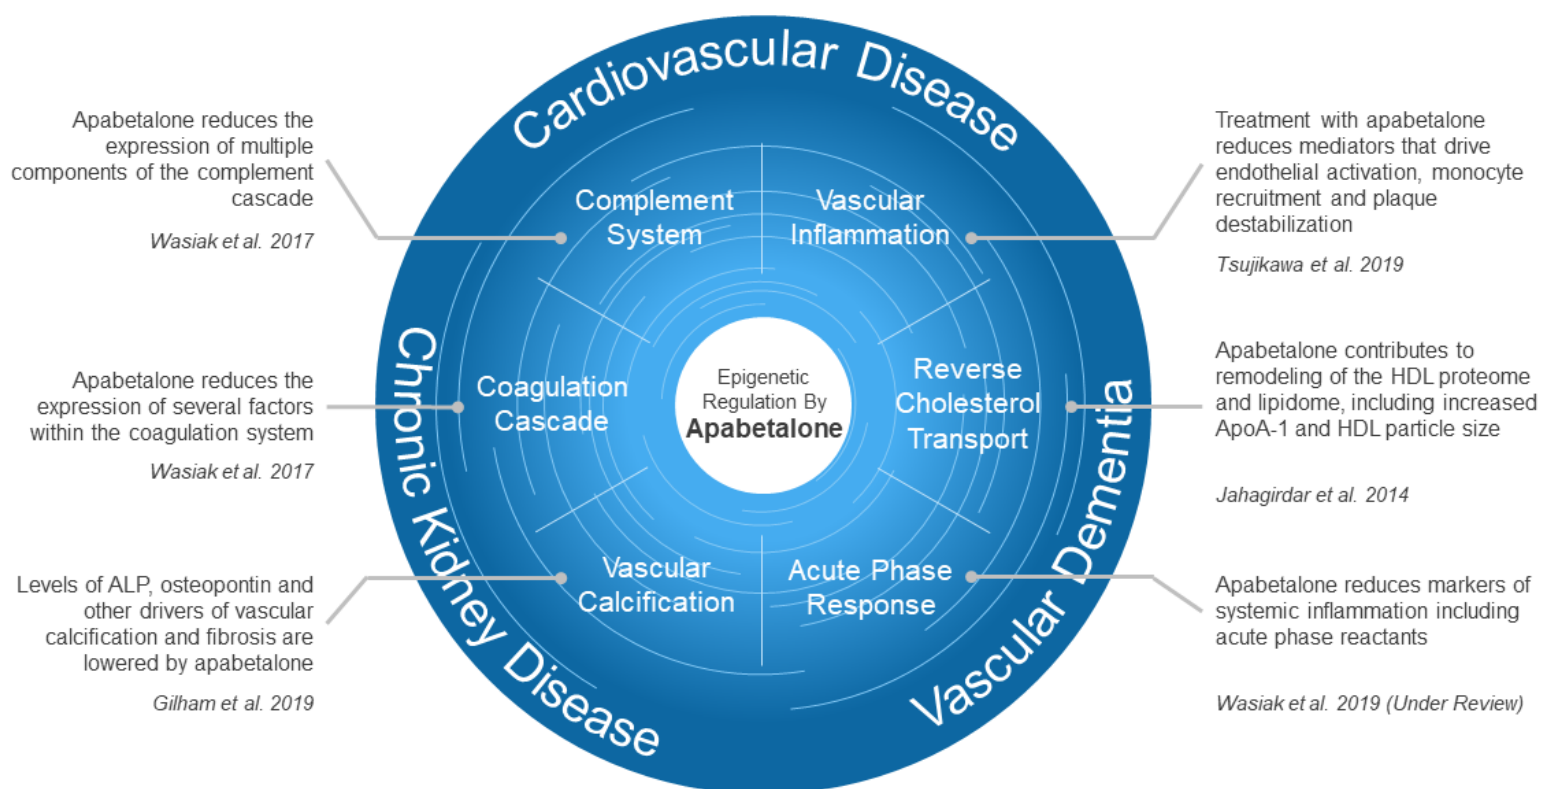 Cardiovascular Disease
Chronic Kidney Disease
Vascular Dementia
Apabetalone reduces the
expression of multiple
components of the complement
cascade
Wasiak et al. 2017
Apabetalone reduces the
expression of several factors
within the coagulation system
Wasiak et al. 2017
Levels of ALP, osteopontin and
other drivers of vascular
calcification and fibrosis are
lowered by apabetalone
Gilham et al. 2019
Complement
System
Vascular
Inflammation
Coagulation
Cascade
Epigenetic
Regulation By
Apabetalone
Reverse
Cholesterol
Transport
Vascular
Calcification
Acute Phase
Response
Treatment with apabetalone
reduces mediators that drive
endothelial activation, monocyte
recruitment and plaque
destabilization
Tsujikawa et al. 2019
Apabetalone contributes to
remodeling of the HDL proteome
and lipidome, including increased
ApoA-1 and HDL particle size
Jahagirdar et al. 2014
Apabetalone reduces markers of
systemic inflammation including
acute phase reactants
Wasiak et al. 2019 (Under Review)